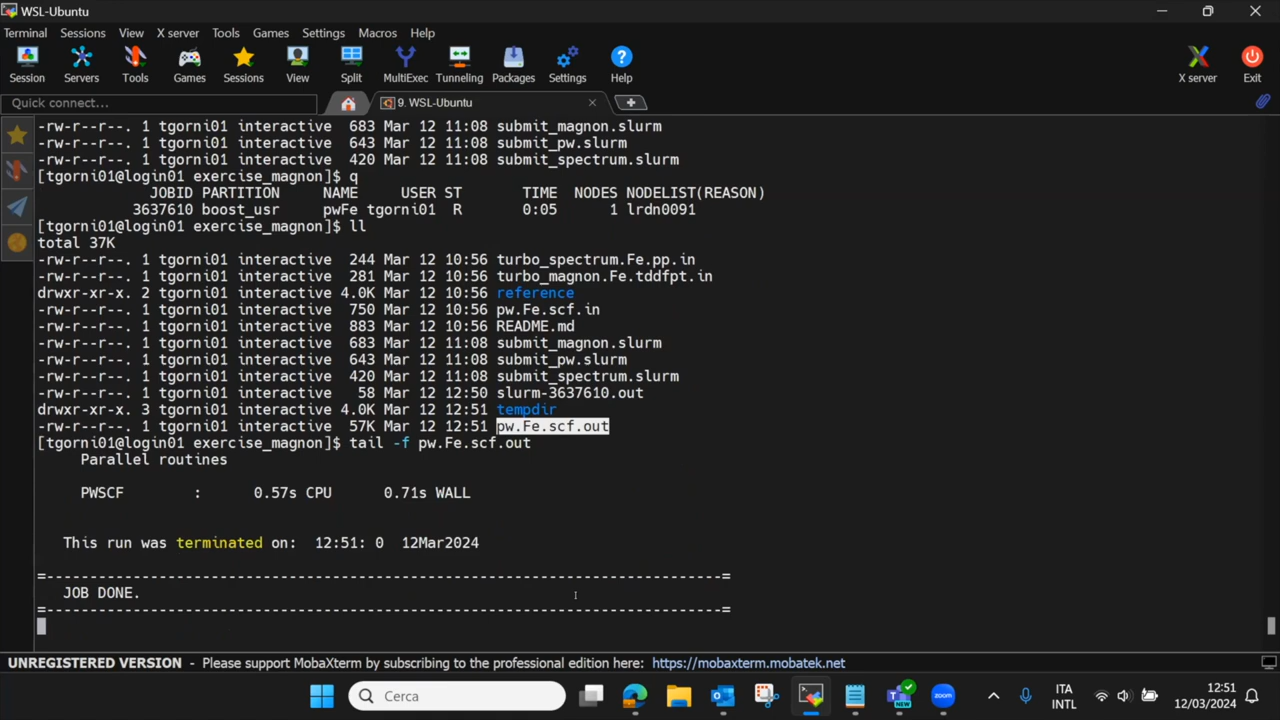 WSL-Ubuntu
Terminal Sessions View X server Tools Games Settings Macros Help
Session Servers Tools Games Sessions View Split MultiExec Tunneling Packages Settings Help X server Exit
Quick connect...
9. WSL-Ubuntu
-rw-r--r--. 1 tgorni01 interactive  683 Mar 12 11:08 submit_magnon.slurm
-rw-r--r--. 1 tgorni01 interactive  643 Mar 12 11:08 submit_pw.slurm
-rw-r--r--. 1 tgorni01 interactive  420 Mar 12 11:08 submit_spectrum.slurm
[tgorni01@login01 exercise_magnon]$ q
JOBID PARTITION NAME USER ST TIME NODES NODELIST(REASON)
3637610 boost_usr pwFe tgorni01 R 0:05 1 lrdn0091
[tgorni01@login01 exercise_magnon]$ ll
total 37K
-rw-r--r--. 1 tgorni01 interactive  244 Mar 12 10:56 turbo_spectrum.Fe.pp.in
-rw-r--r--. 1 tgorni01 interactive  281 Mar 12 10:56 turbo_magnon.Fe.tddfpt.in
drwxr-xr-x. 2 tgorni01 interactive 4.0K Mar 12 10:56 reference
-rw-r--r--. 1 tgorni01 interactive  750 Mar 12 10:56 pw.Fe.scf.in
-rw-r--r--. 1 tgorni01 interactive  883 Mar 12 10:56 README.md
-rw-r--r--. 1 tgorni01 interactive  683 Mar 12 11:08 submit_magnon.slurm
-rw-r--r--. 1 tgorni01 interactive  643 Mar 12 11:08 submit_pw.slurm
-rw-r--r--. 1 tgorni01 interactive  420 Mar 12 11:08 submit_spectrum.slurm
-rw-r--r--. 1 tgorni01 interactive   58 Mar 12 12:50 slurm-3637610.out
drwxr-xr-x. 3 tgorni01 interactive 4.0K Mar 12 12:51 tempdir
-rw-r--r--. 1 tgorni01 interactive  57K Mar 12 12:51 pw.Fe.scf.out
[tgorni01@login01 exercise_magnon]$ tail -f pw.Fe.scf.out
Parallel routines
PWSCF : 0.57s CPU 0.71s WALL
This run was terminated on: 12:51: 0 12Mar2024
=------------------------------------------------------------------------------=
JOB DONE.
=------------------------------------------------------------------------------=
UNREGISTERED VERSION - Please support MobaXterm by subscribing to the professional edition here: https://mobaxterm.mobatek.net
Cerca
NEW
zoom
ITA
INTL
12:51
12/03/2024